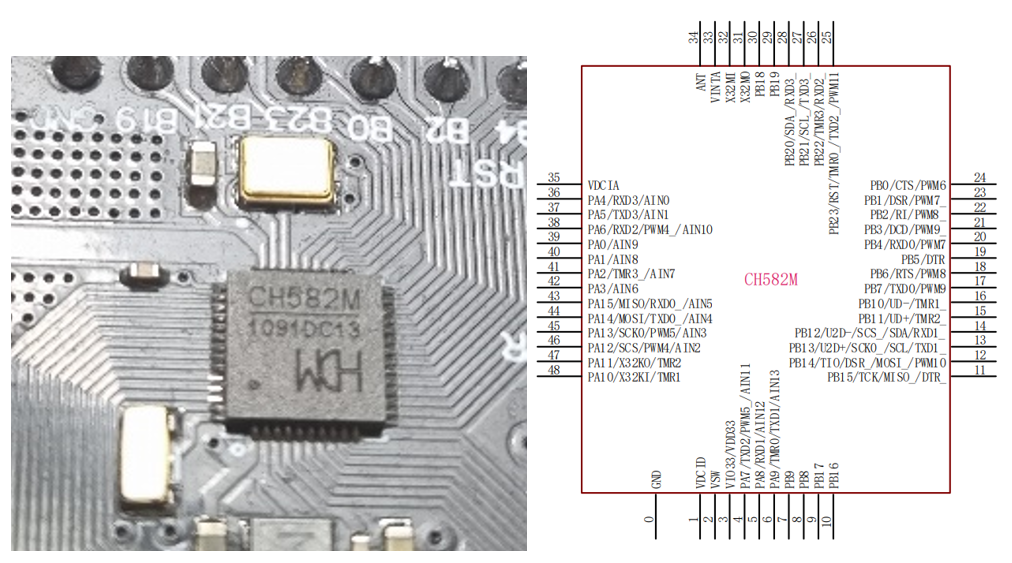 B19 B21 B23 B0 B2 B4
RST
CH582M
1091DC13
WCH
R
34
33
32
31
30
29
28
27
26
25
ANT
VINTA
X32MI
X32MO
PB18
PB19
PB20/SDA_/RXD3_
PB21/SCL_/TXD3_
PB22/TMR3/RXD2_
PB23/RST/TMR0_/TXD2_/PWM11
35 VDCIA
36 PA4/RXD3/AIN0
37 PA5/TXD3/AIN1
38 PA6/RXD2/PWM4_/AIN10
39 PA0/AIN9
40 PA1/AIN8
41 PA2/TMR3_/AIN7
42 PA3/AIN6
43 PA15/MISO/RXD0_/AIN5
44 PA14/MOSI/TXD0_/AIN4
45 PA13/SCK0/PWM5/AIN3
46 PA12/SCS/PWM4/AIN2
47 PA11/X32KO/TMR2
48 PA10/X32KI/TMR1
CH582M
PB0/CTS/PWM6 24
PB1/DSR/PWM7_ 23
PB2/RI/PWM8_ 22
PB3/DCD/PWM9_ 21
PB4/RXD0/PWM7 20
PB5/DTR 19
PB6/RTS/PWM8 18
PB7/TXD0/PWM9 17
PB10/UD-/TMR1_ 16
PB11/UD+/TMR2_ 15
PB12/U2D-/SCS_/SDA/RXD1_ 14
PB13/U2D+/SCK0_/SCL/TXD1_ 13
PB14/TIO/DSR_/MOSI_/PWM10 12
PB15/TCK/MISO_/DTR_ 11
GND
VDCID
VSW
VIO33/VDD33
PA7/TXD2/PWM5_/AIN11
PA8/RXD1/AIN12
PA9/TMR0/TXD1/AIN13
PB9
PB8
PB17
PB16
0
1
2
3
4
5
6
7
8
9
10